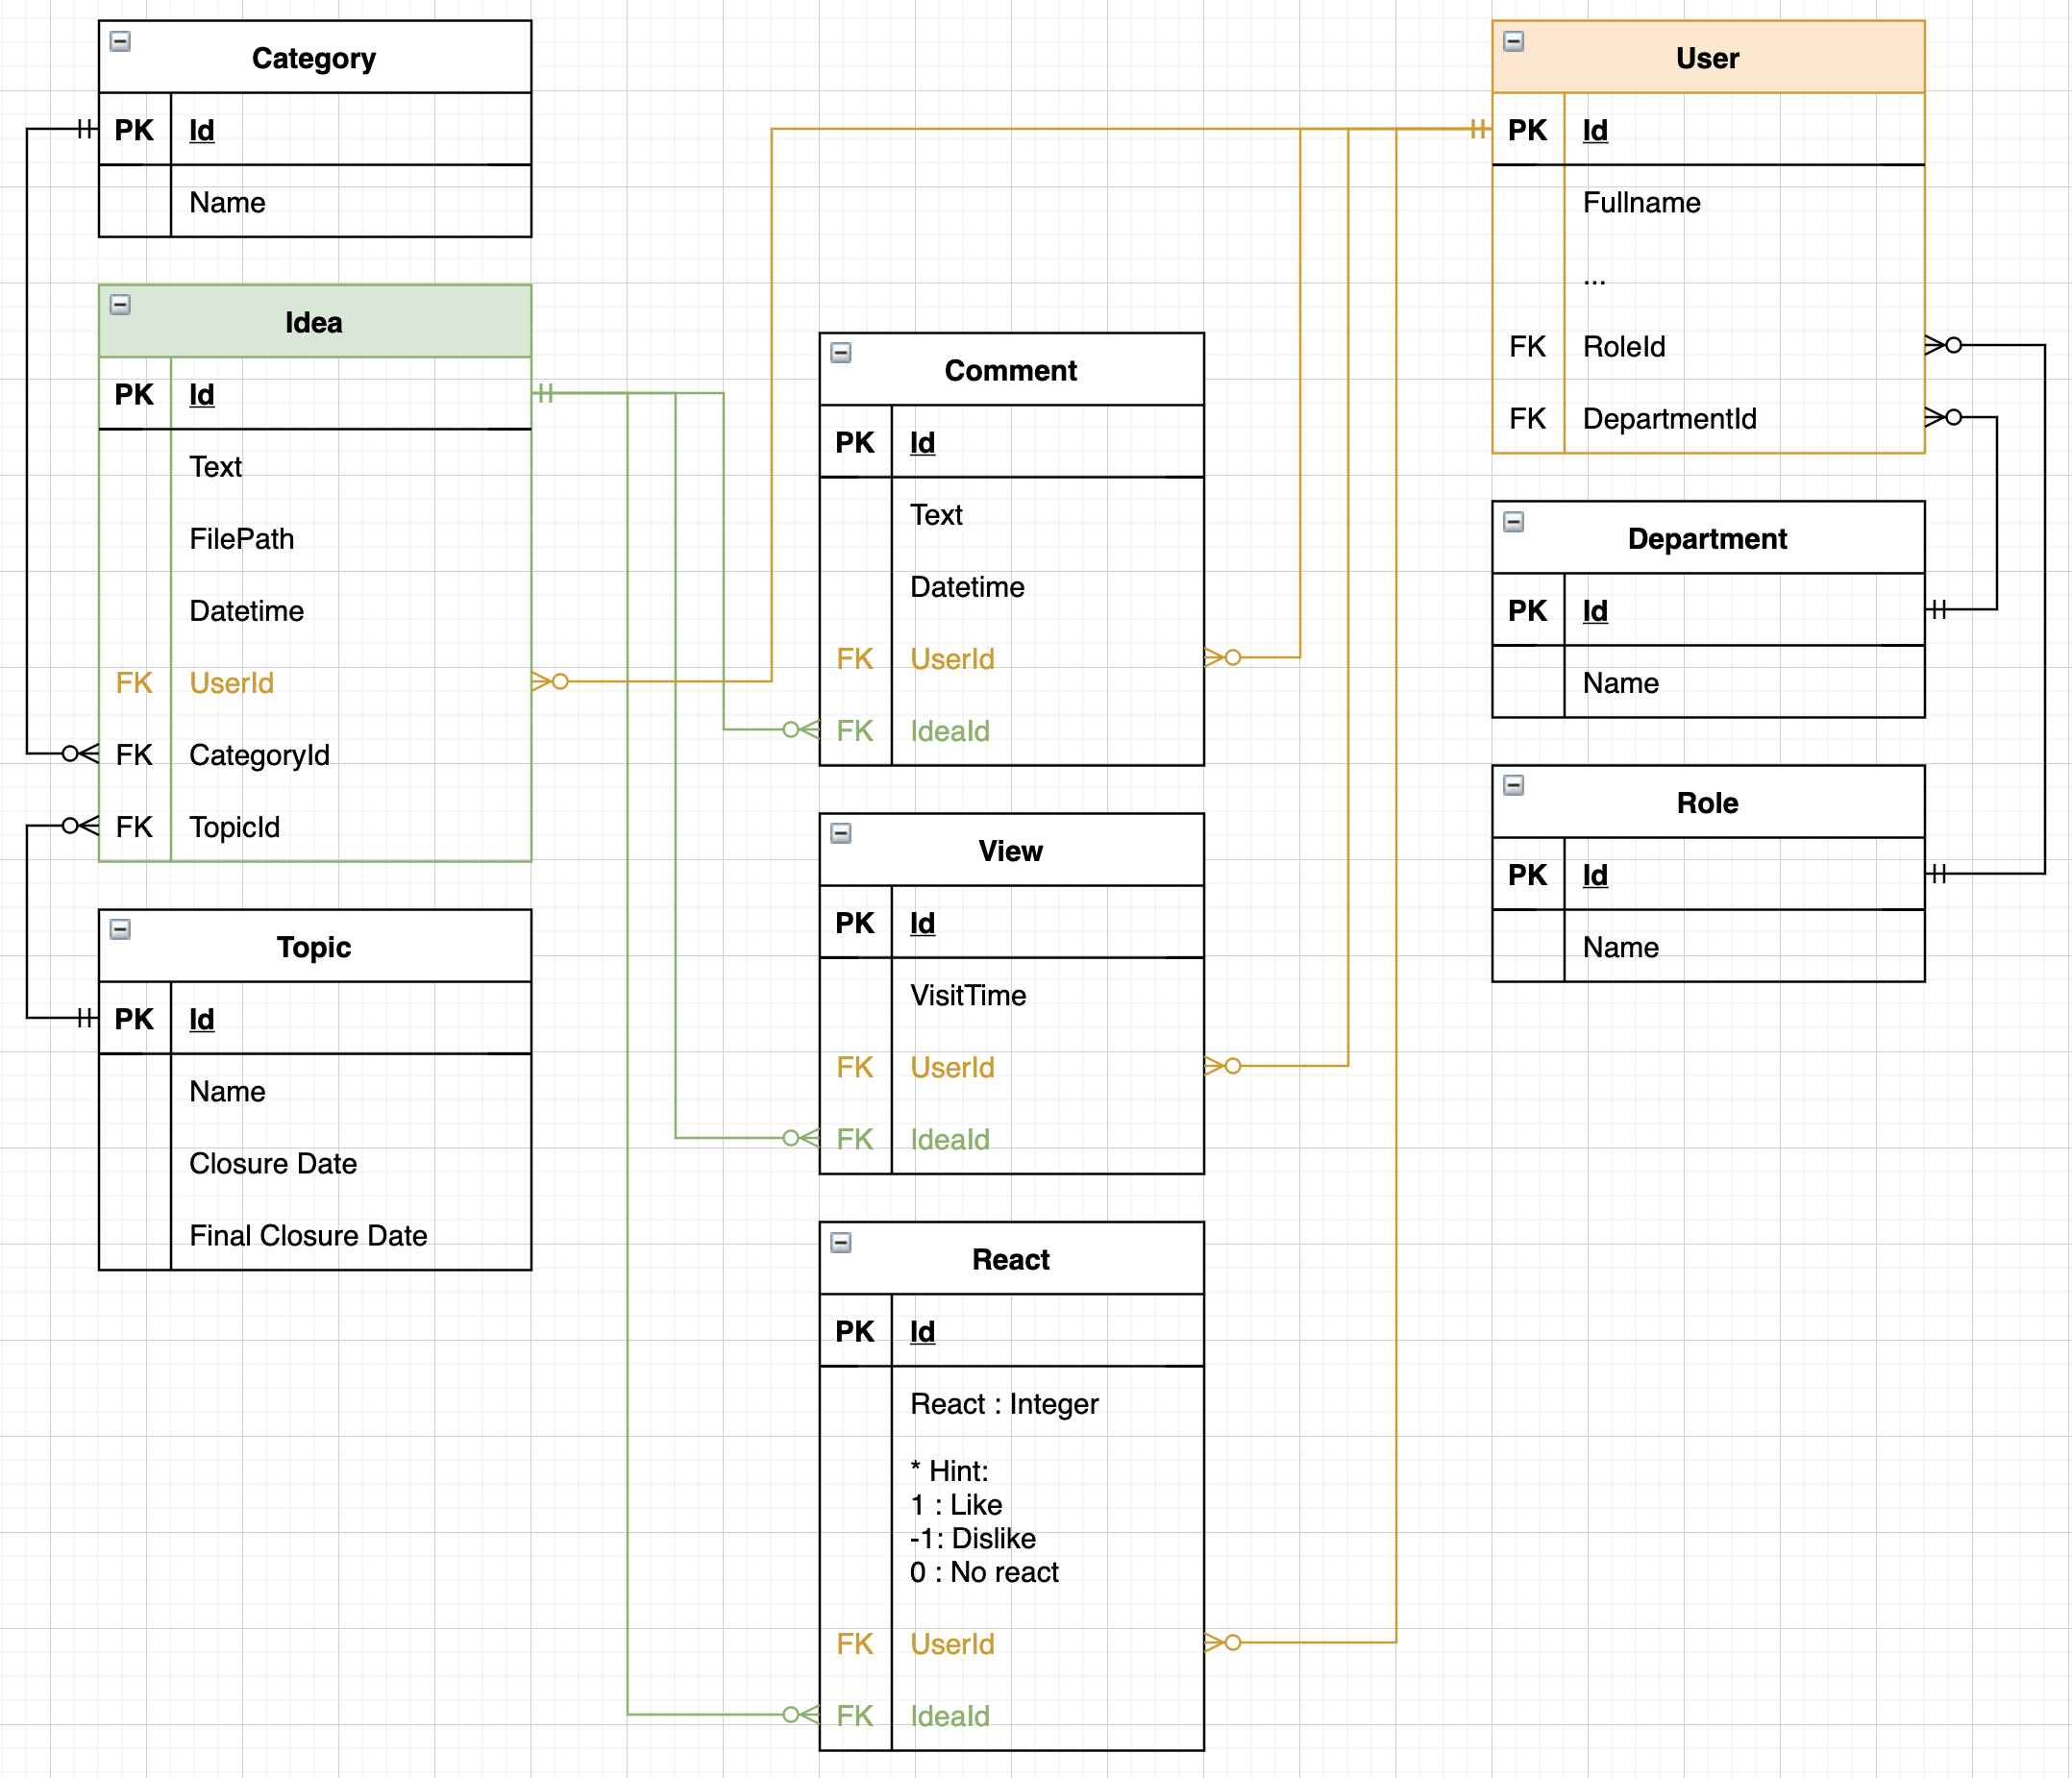 Category
PK Id
Name
Idea
PK Id
Text
FilePath
Datetime
FK UserId
FK CategoryId
FK TopicId
Topic
PK Id
Name
Closure Date
Final Closure Date
Comment
PK Id
Text
Datetime
FK UserId
FK IdeaId
View
PK Id
VisitTime
FK UserId
FK IdeaId
React
PK Id
React : Integer
* Hint:
1 : Like
-1: Dislike
0 : No react
FK UserId
FK IdeaId
User
PK Id
Fullname
...
FK RoleId
FK DepartmentId
Department
PK Id
Name
Role
PK Id
Name